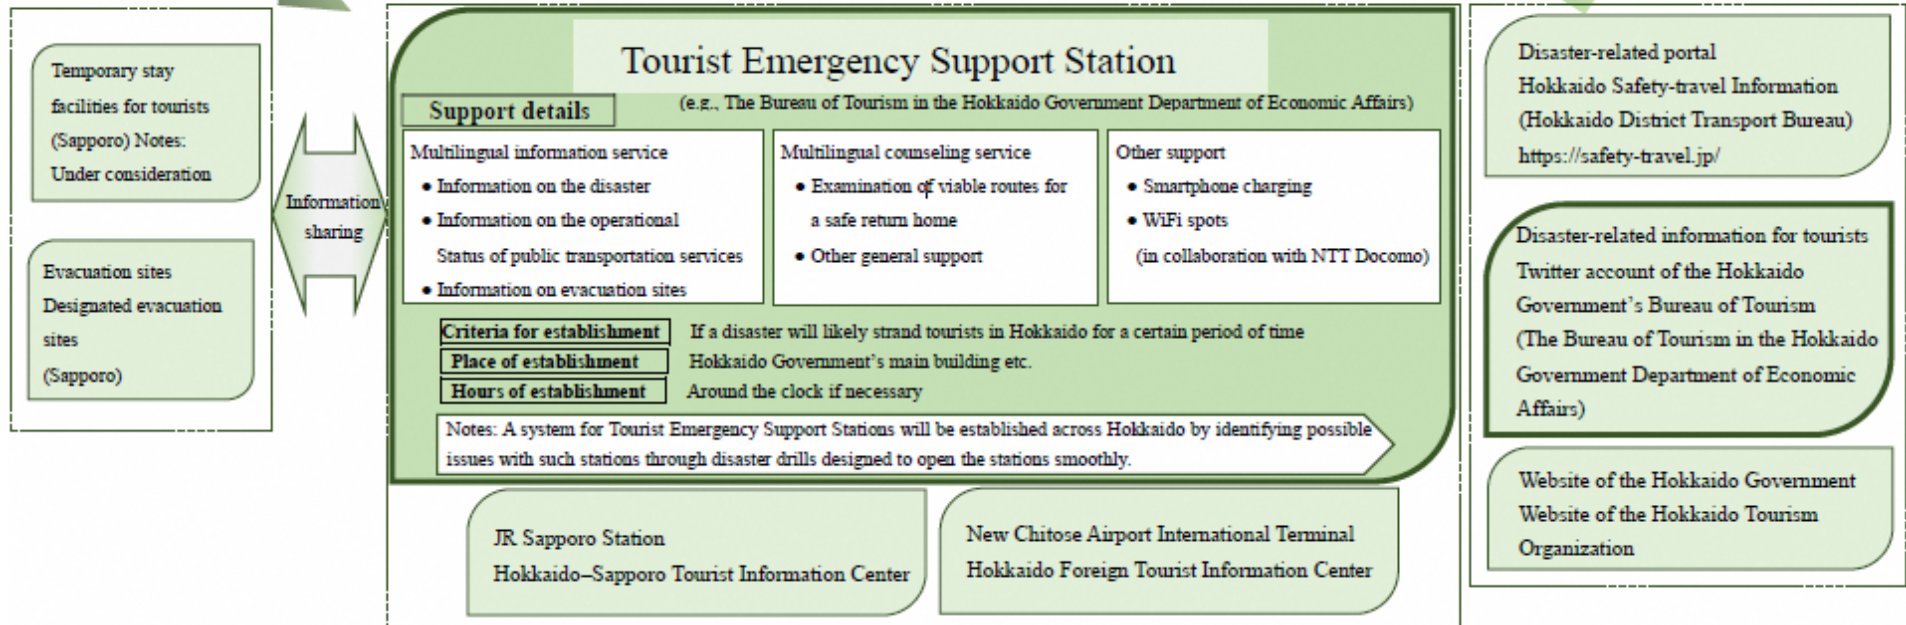 Temporary stay
facilities for tourists
(Sapporo) Notes:
Under consideration
Evacuation sites
Designated evacuation
sites
(Sapporo)
Information
sharing
Tourist Emergency Support Station
(e.g., The Bureau of Tourism in the Hokkaido Government Department of Economic Affairs)
Support details
Multilingual information service
● Information on the disaster
● Information on the operational
Status of public transportation services
● Information on evacuation sites
Multilingual counseling service
● Examination of viable routes for
a safe return home
● Other general support
Other support
● Smartphone charging
● WiFi spots
(in collaboration with NTT Docomo)
Criteria for establishment If a disaster will likely strand tourists in Hokkaido for a certain period of time
Place of establishment Hokkaido Government's main building etc.
Hours of establishment Around the clock if necessary
Notes: A system for Tourist Emergency Support Stations will be established across Hokkaido by identifying possible
issues with such stations through disaster drills designed to open the stations smoothly.
JR Sapporo Station
Hokkaido–Sapporo Tourist Information Center
New Chitose Airport International Terminal
Hokkaido Foreign Tourist Information Center
Disaster-related portal
Hokkaido Safety-travel Information
(Hokkaido District Transport Bureau)
https://safety-travel.jp/
Disaster-related information for tourists
Twitter account of the Hokkaido
Government's Bureau of Tourism
(The Bureau of Tourism in the Hokkaido
Government Department of Economic
Affairs)
Website of the Hokkaido Government
Website of the Hokkaido Tourism
Organization